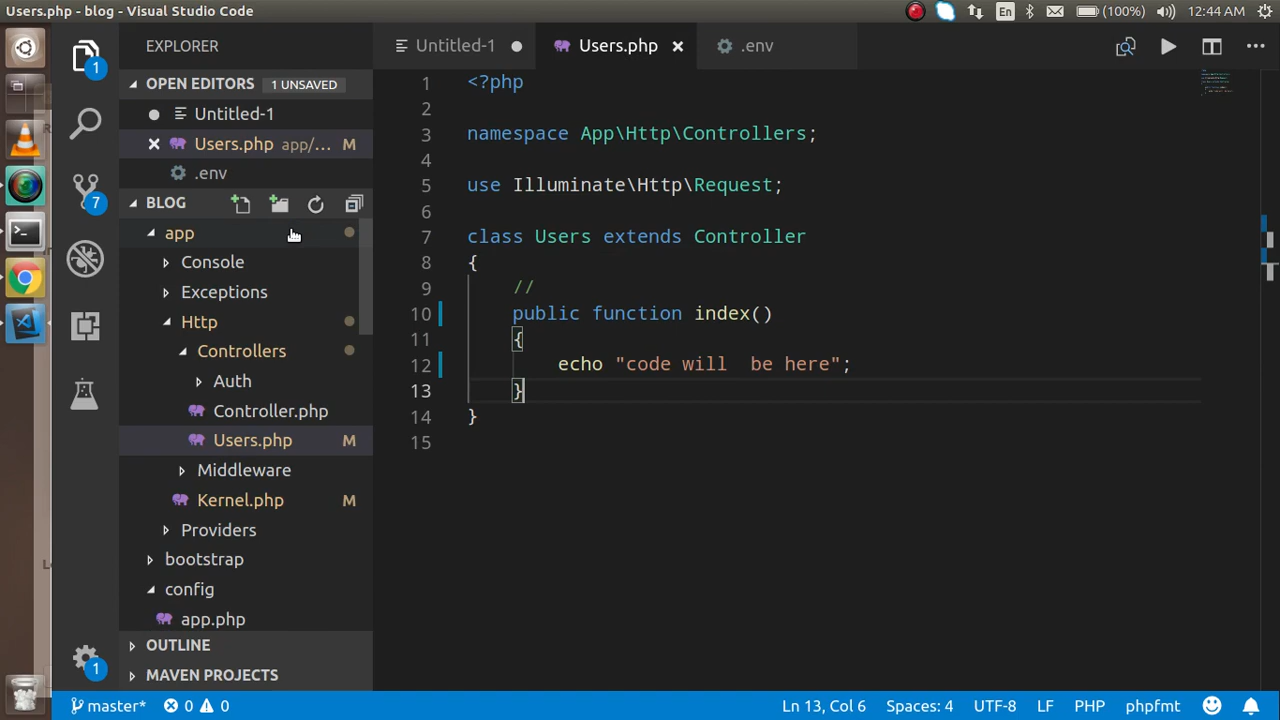 Users.php - blog - Visual Studio Code
En
(100%)
12:44 AM
EXPLORER
OPEN EDITORS 1 UNSAVED
Untitled-1
Users.php app/... M
.env
BLOG
app
Console
Exceptions
Http
Controllers
Auth
Controller.php
Users.php M
Middleware
Kernel.php M
Providers
bootstrap
config
app.php
OUTLINE
MAVEN PROJECTS
1
7
1
Untitled-1
Users.php
.env
1 <?php
2
3 namespace App\Http\Controllers;
4
5 use Illuminate\Http\Request;
6
7 class Users extends Controller
8 {
9 //
10 public function index()
11 {
12 echo "code will  be here";
13 }
14 }
15
master* 0 0
Ln 13, Col 6
Spaces: 4
UTF-8
LF
PHP
phpfmt